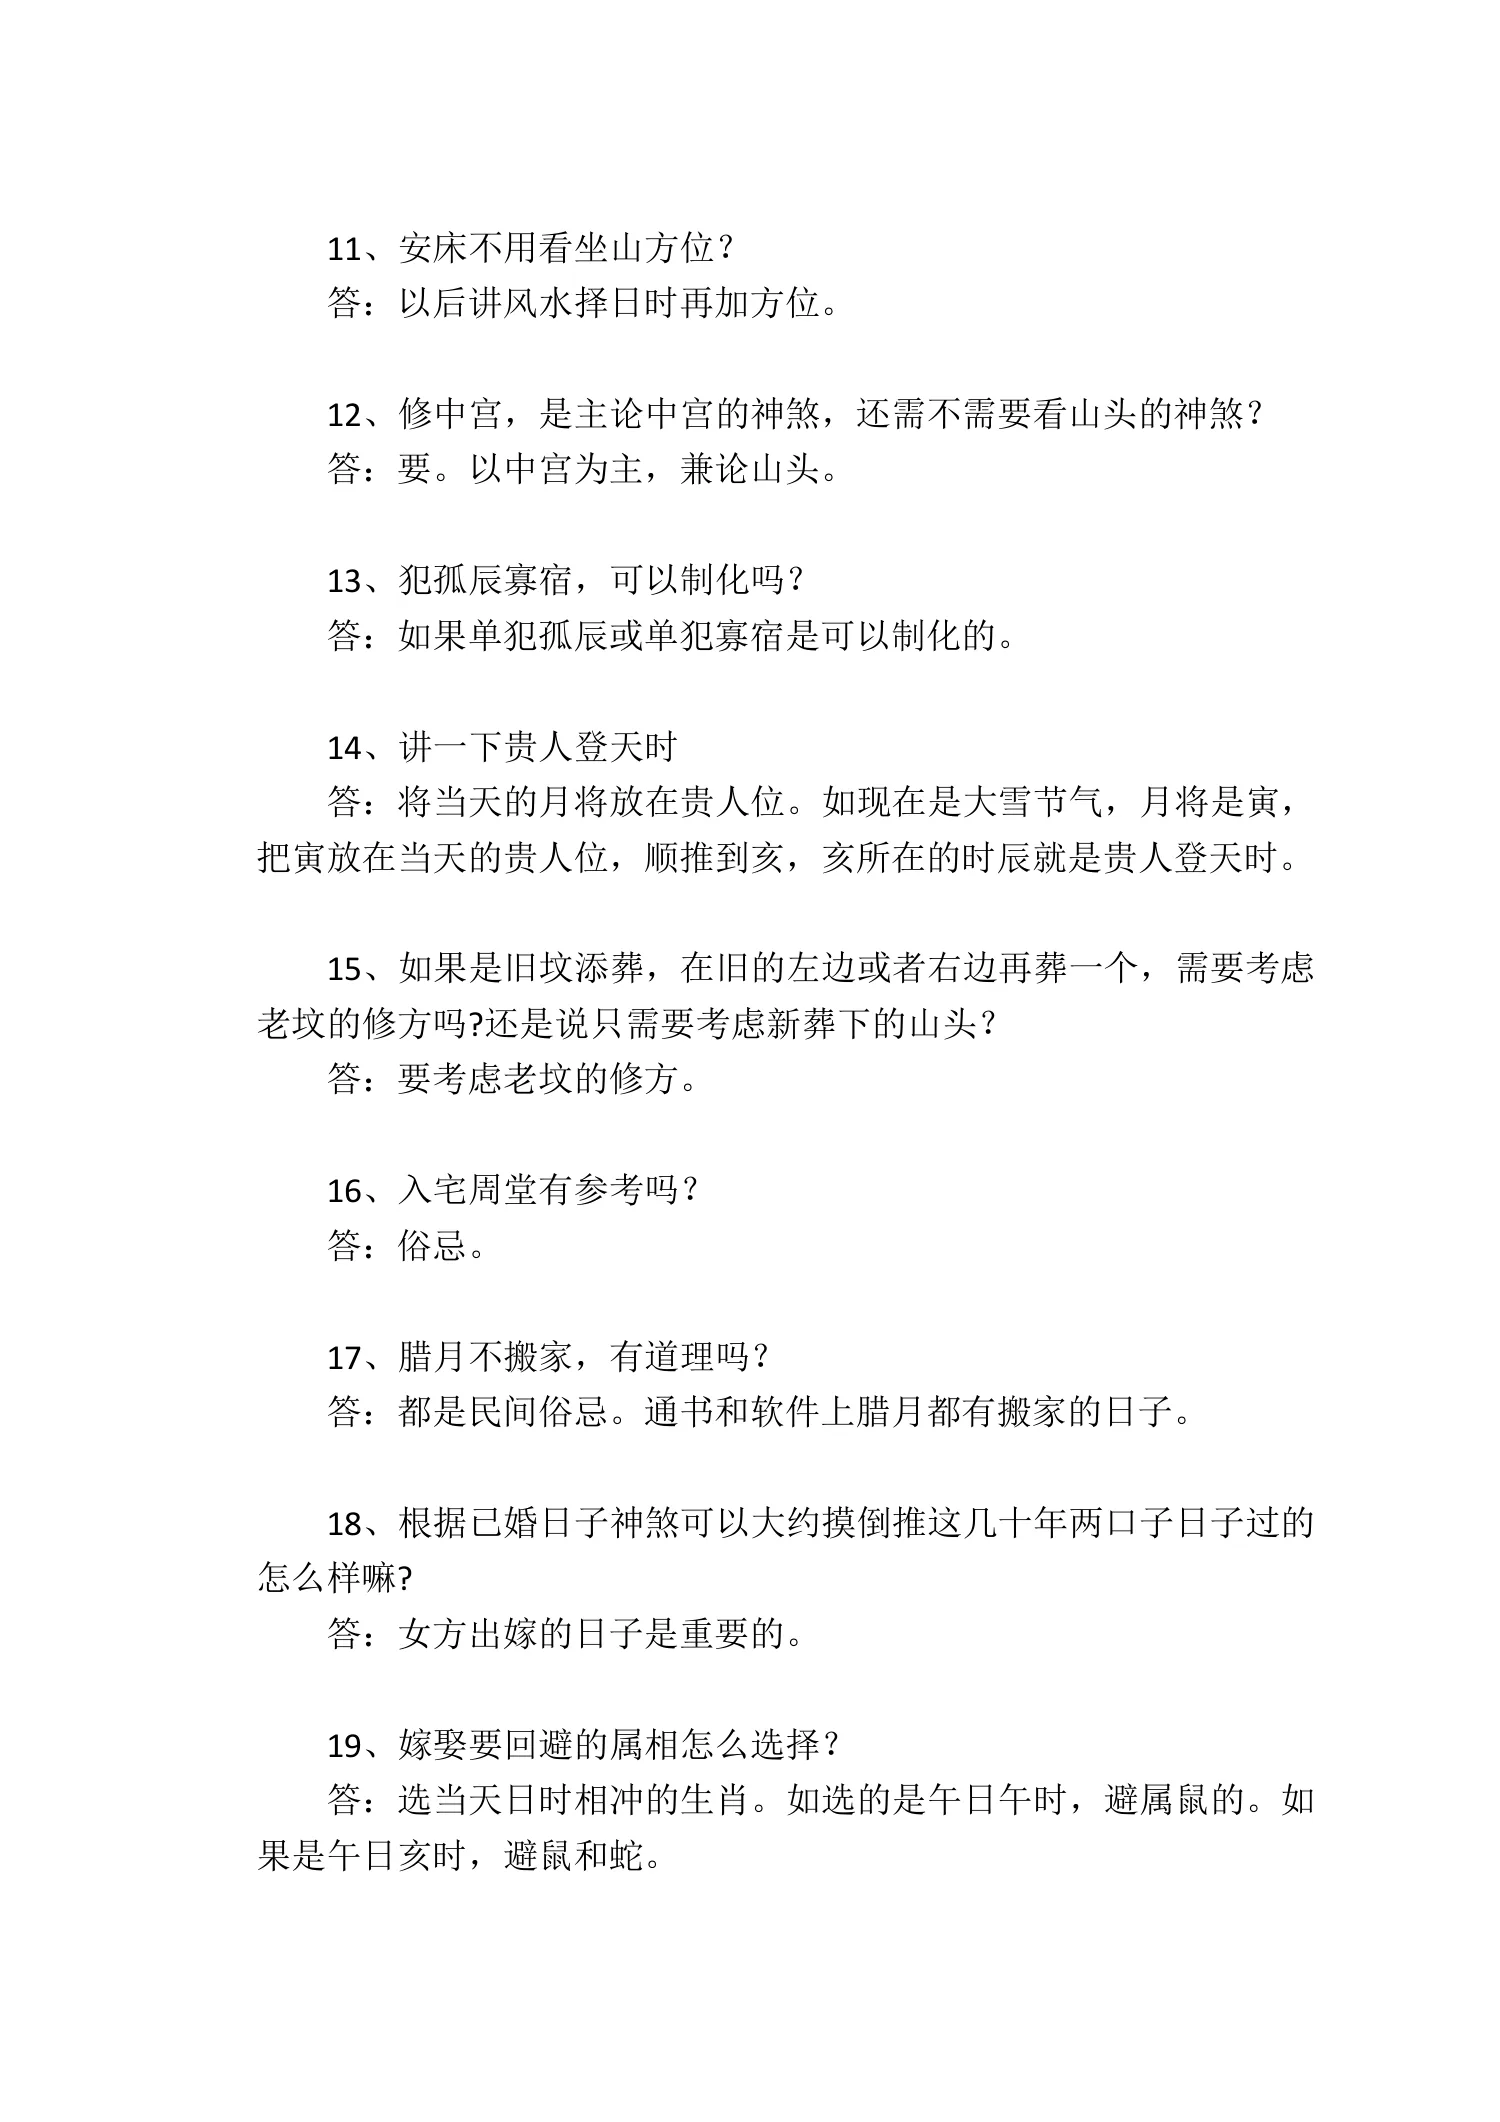 11、安床不用看坐山方位？
答：以后讲风水择日时再加方位。
12、修中宫，是主论中宫的神煞，还需不需要看山头的神煞？
答：要。以中宫为主，兼论山头。
13、犯孤辰寡宿，可以制化吗？
答：如果单犯孤辰或单犯寡宿是可以制化的。
14、讲一下贵人登天时
答：将当天的月将放在贵人位。如现在是大雪节气，月将是寅，
把寅放在当天的贵人位，顺推到亥，亥所在的时辰就是贵人登天时。
15、如果是旧坟添葬，在旧的左边或者右边再葬一个，需要考虑
老坟的修方吗?还是说只需要考虑新葬下的山头？
答：要考虑老坟的修方。
16、入宅周堂有参考吗？
答：俗忌。
17、腊月不搬家，有道理吗？
答：都是民间俗忌。通书和软件上腊月都有搬家的日子。
18、根据已婚日子神煞可以大约摸倒推这几十年两口子日子过的
怎么样嘛?
答：女方出嫁的日子是重要的。
19、嫁娶要回避的属相怎么选择？
答：选当天日时相冲的生肖。如选的是午日午时，避属鼠的。如
果是午日亥时，避鼠和蛇。